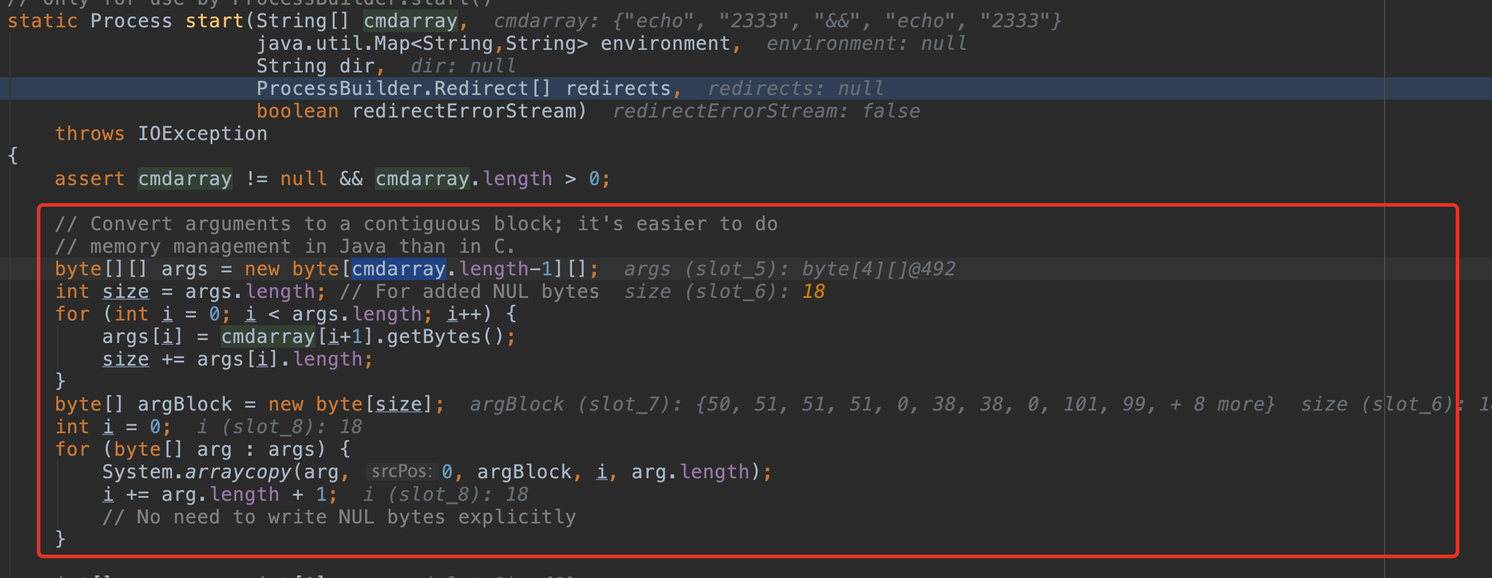 // Only for use by ProcessBuilder.start()
static Process start(String[] cmdarray,  cmdarray: {"echo", "2333", "&&", "echo", "2333"}
                     java.util.Map<String,String> environment,  environment: null
                     String dir,  dir: null
                     ProcessBuilder.Redirect[] redirects,  redirects: null
                     boolean redirectErrorStream)  redirectErrorStream: false
    throws IOException
{
    assert cmdarray != null && cmdarray.length > 0;
    // Convert arguments to a contiguous block; it's easier to do
    // memory management in Java than in C.
    byte[][] args = new byte[cmdarray.length-1][];  args (slot_5): byte[4][]@492
    int size = args.length; // For added NUL bytes  size (slot_6): 18
    for (int i = 0; i < args.length; i++) {
        args[i] = cmdarray[i+1].getBytes();
        size += args[i].length;
    }
    byte[] argBlock = new byte[size];  argBlock (slot_7): {50, 51, 51, 51, 0, 38, 38, 0, 101, 99, + 8 more}  size (slot_6): 1
    int i = 0;  i (slot_8): 18
    for (byte[] arg : args) {
        System.arraycopy(arg,  srcPos: 0, argBlock, i, arg.length);
        i += arg.length + 1;  i (slot_8): 18
        // No need to write NUL bytes explicitly
    }